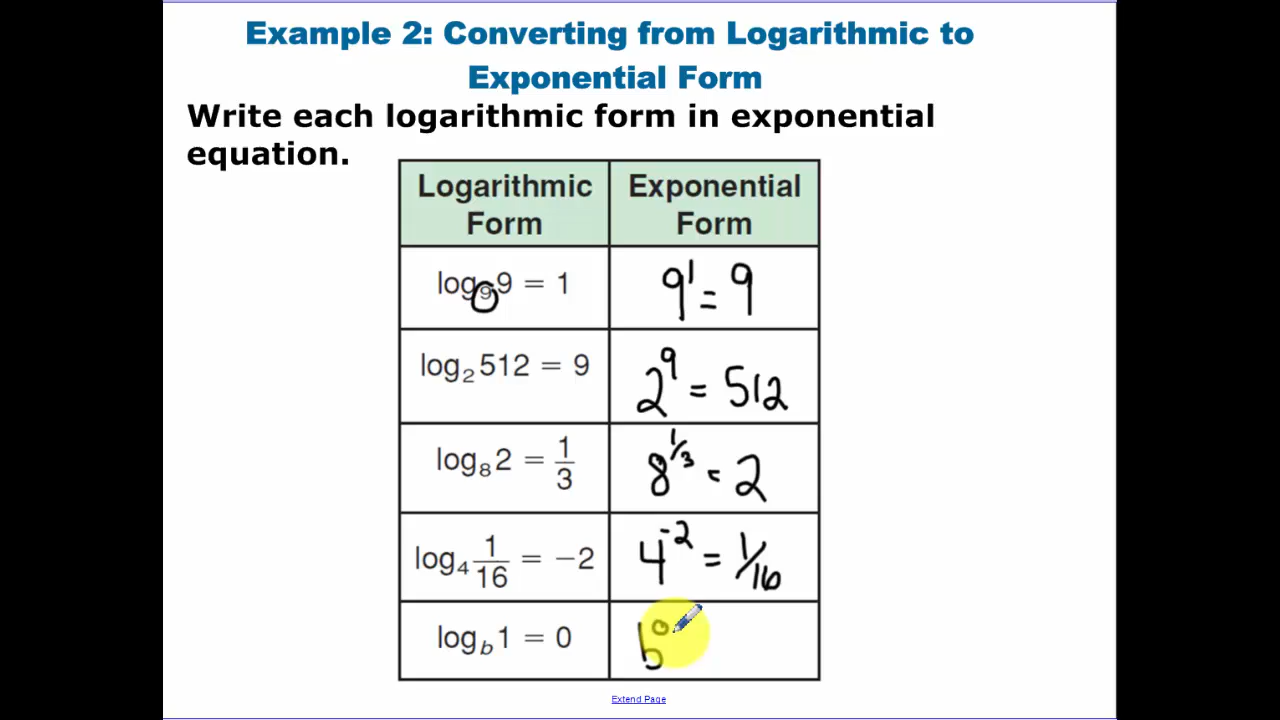 Example 2: Converting from Logarithmic to
Exponential Form
Write each logarithmic form in exponential
equation.
Logarithmic Form | Exponential Form
log₉9 = 1 | 9¹ = 9
log₂512 = 9 | 2⁹ = 512
log₈2 = 1/3 | 8^1/3 = 2
log₄ 1/16 = −2 | 4⁻² = 1/16
log_b1 = 0 | b⁰
Extend Page